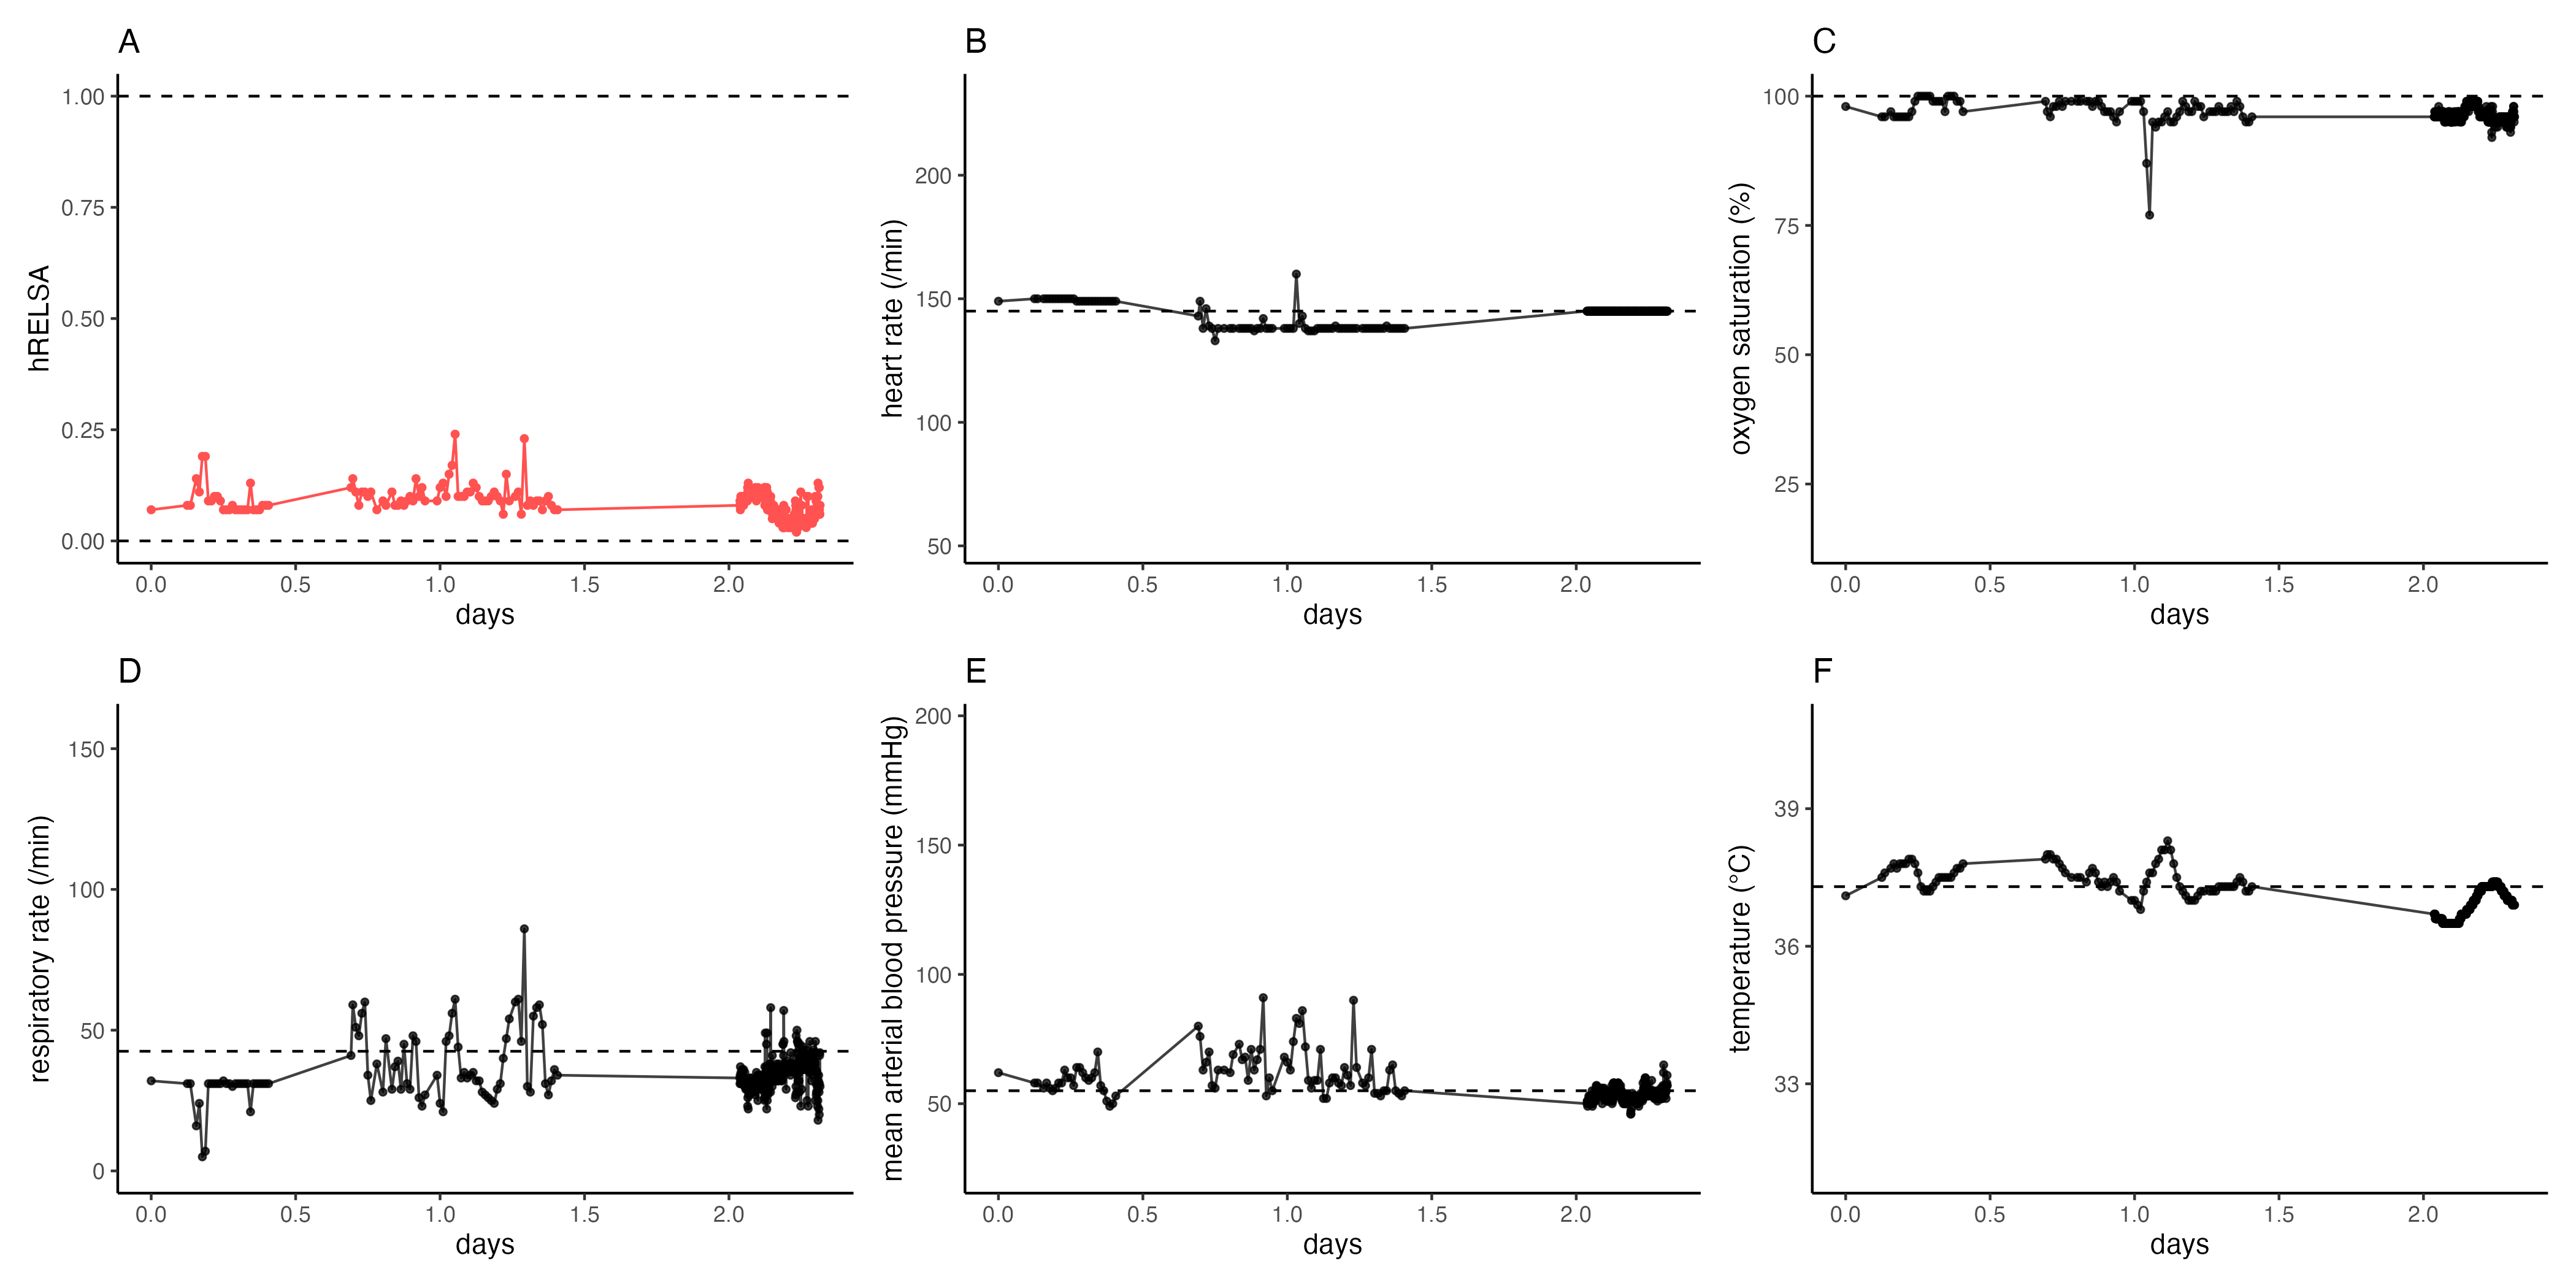 A
hRELSA
1.00
0.75
0.50
0.25
0.00
0.0 0.5 1.0 1.5 2.0
days
B
heart rate (/min)
200
150
100
50
0.0 0.5 1.0 1.5 2.0
days
C
oxygen saturation (%)
100
75
50
25
0.0 0.5 1.0 1.5 2.0
days
D
respiratory rate (/min)
150
100
50
0
0.0 0.5 1.0 1.5 2.0
days
E
mean arterial blood pressure (mmHg)
200
150
100
50
0.0 0.5 1.0 1.5 2.0
days
F
temperature (°C)
39
36
33
0.0 0.5 1.0 1.5 2.0
days